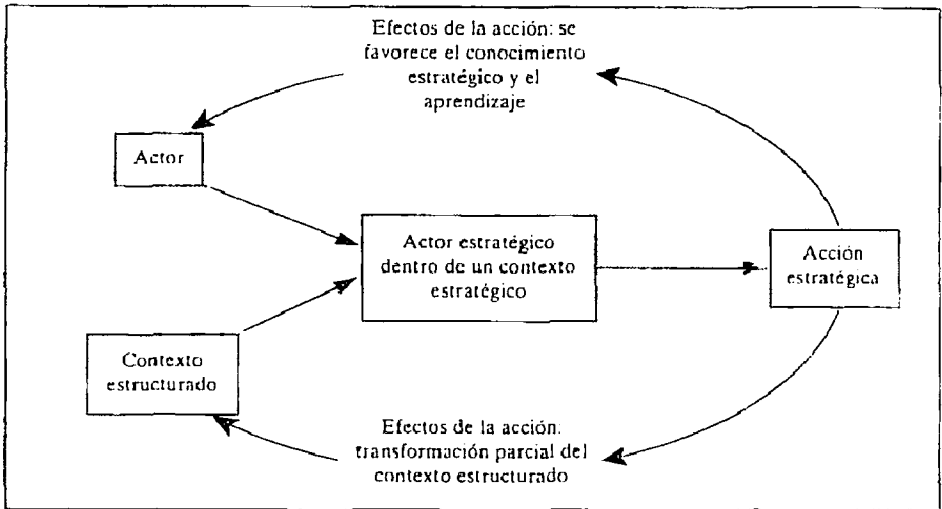 Efectos de la acción: se
favorece el conocimiento
estratégico y el
aprendizaje
Actor
Actor estratégico
dentro de un contexto
estratégico
Acción
estratégica
Contexto
estructurado
Efectos de la acción:
transformación parcial del
contexto estructurado